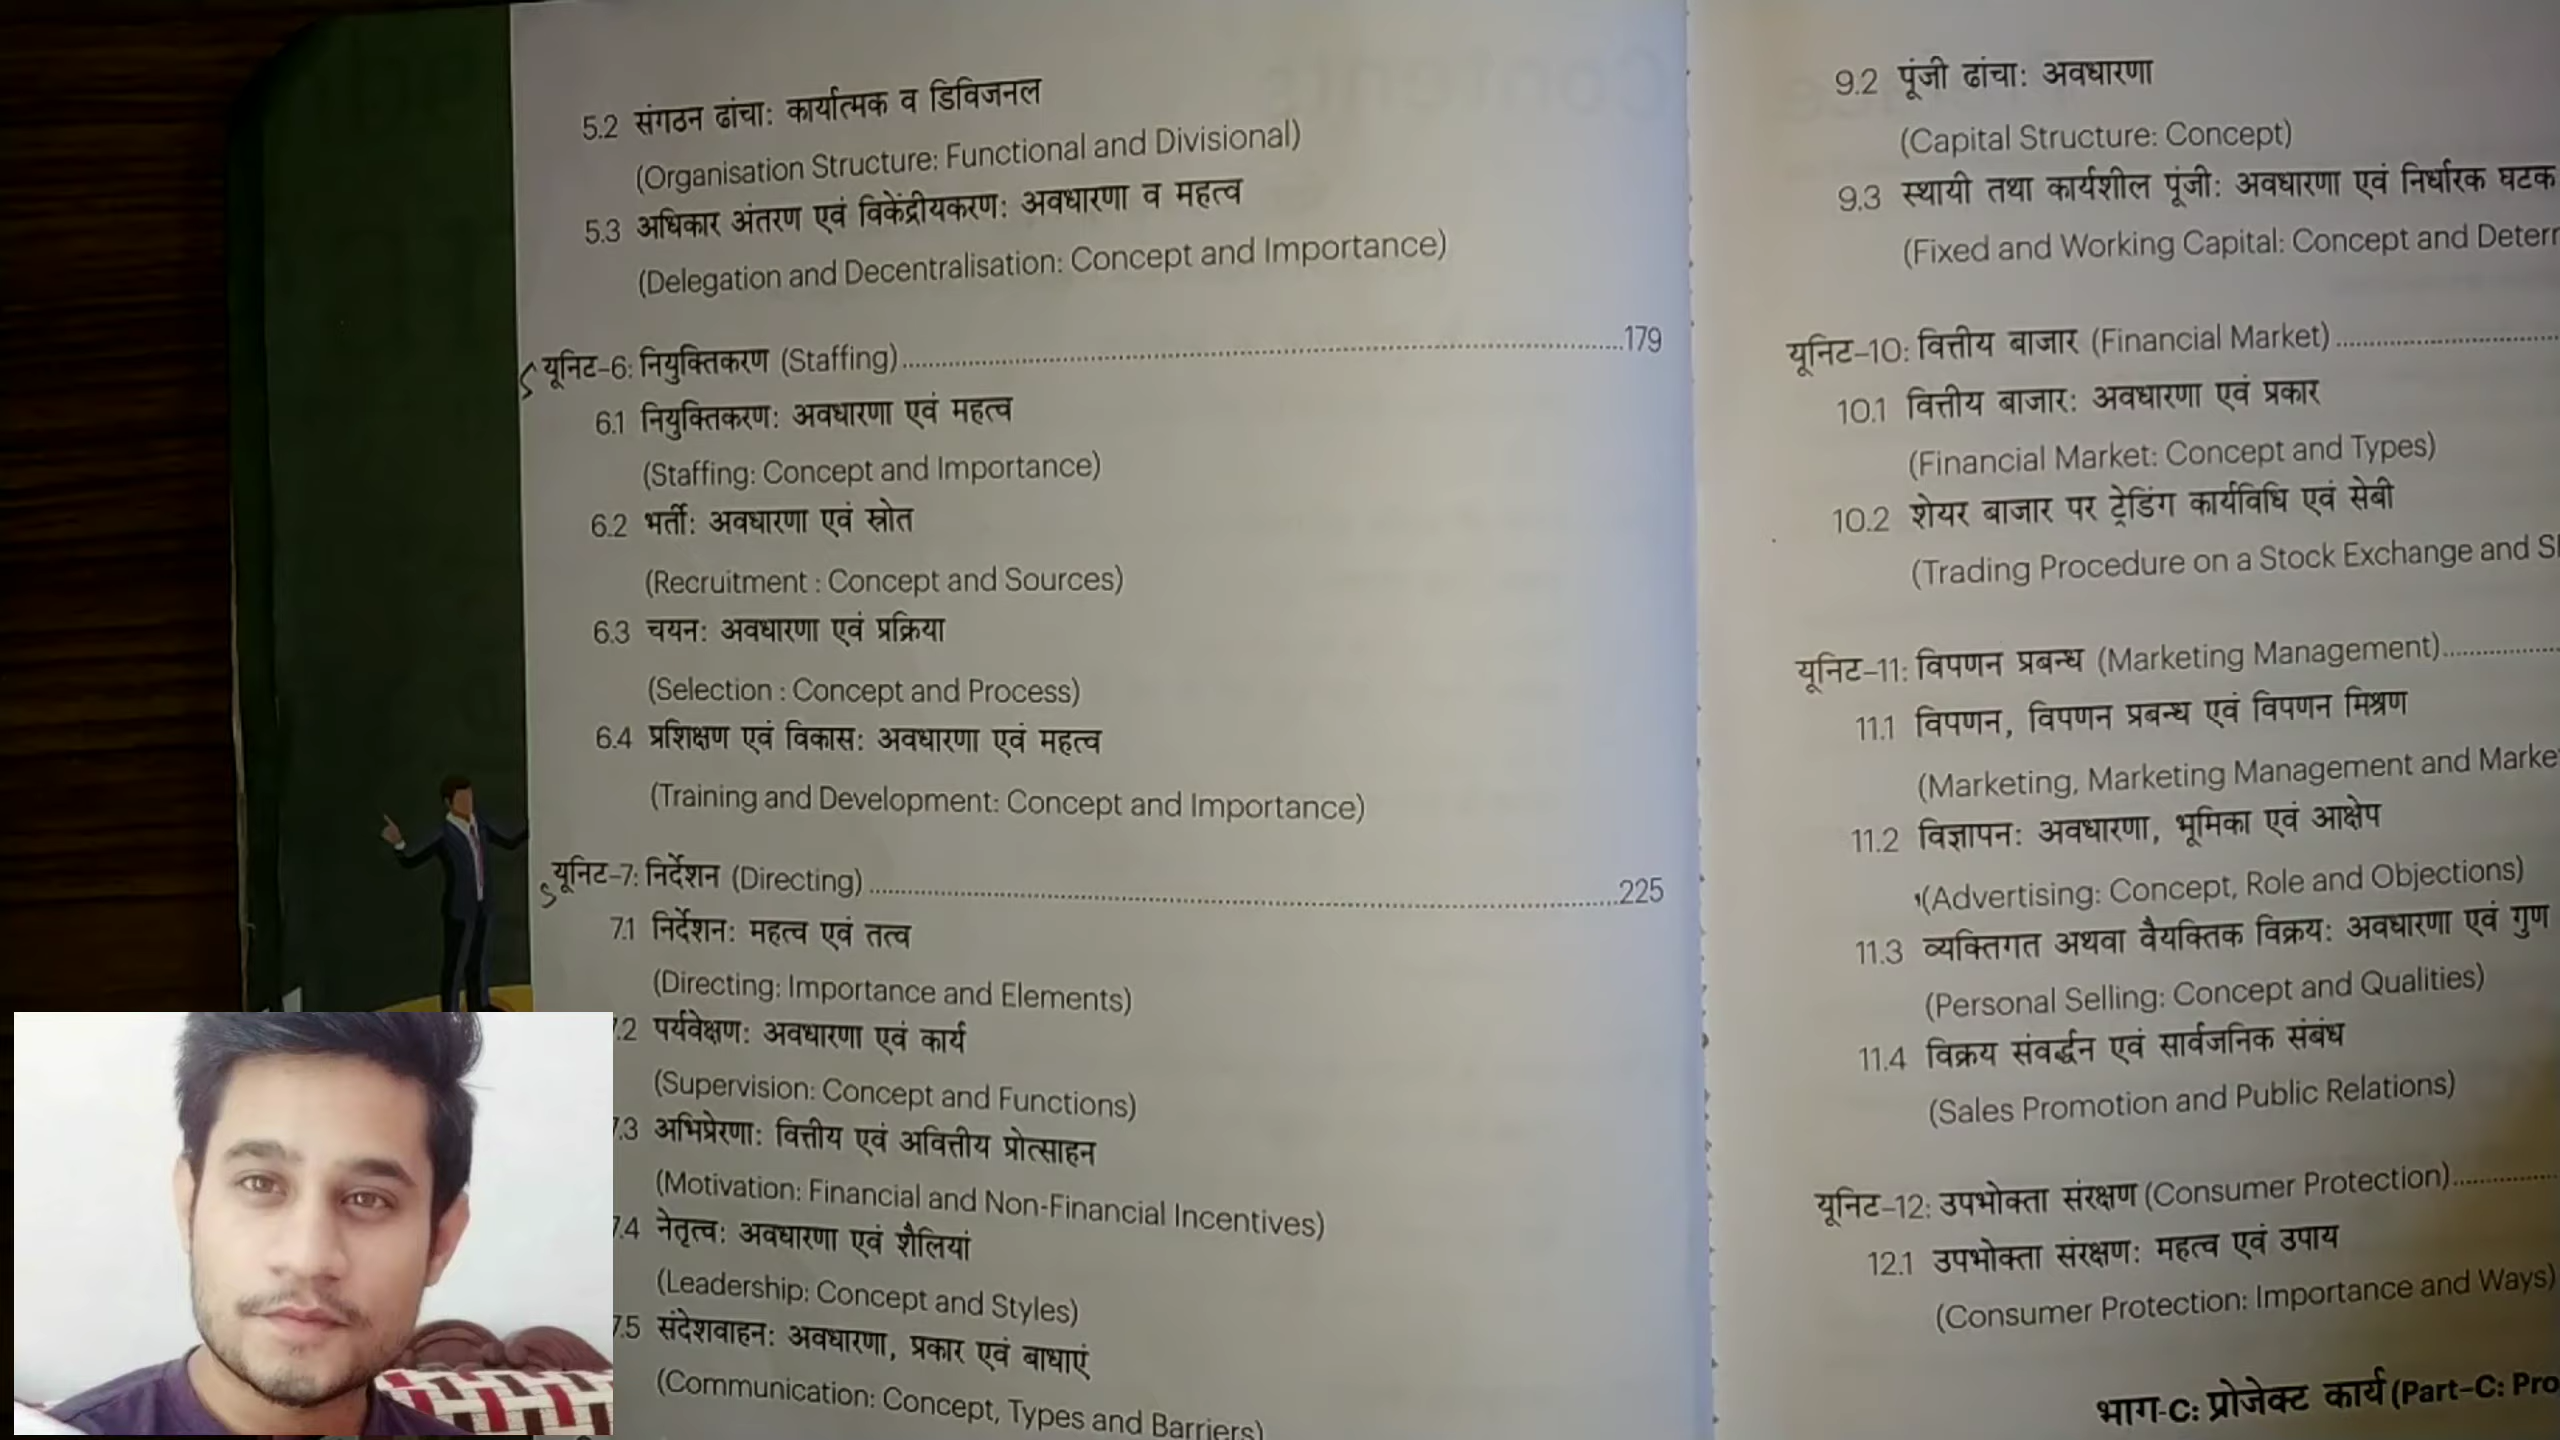 5.2 संगठन ढांचा: कार्यात्मक व डिविजनल
(Organisation Structure: Functional and Divisional)
5.3 अधिकार अंतरण एवं विकेंद्रीयकरण: अवधारणा व महत्व
(Delegation and Decentralisation: Concept and Importance)
यूनिट-6: नियुक्तिकरण (Staffing)..........179
6.1 नियुक्तिकरण: अवधारणा एवं महत्व
(Staffing: Concept and Importance)
6.2 भर्ती: अवधारणा एवं स्रोत
(Recruitment : Concept and Sources)
6.3 चयन: अवधारणा एवं प्रक्रिया
(Selection : Concept and Process)
6.4 प्रशिक्षण एवं विकास: अवधारणा एवं महत्व
(Training and Development: Concept and Importance)
यूनिट-7: निर्देशन (Directing)..........225
7.1 निर्देशन: महत्व एवं तत्व
(Directing: Importance and Elements)
.2 पर्यवेक्षण: अवधारणा एवं कार्य
(Supervision: Concept and Functions)
7.3 अभिप्रेरणा: वित्तीय एवं अवित्तीय प्रोत्साहन
(Motivation: Financial and Non-Financial Incentives)
7.4 नेतृत्व: अवधारणा एवं शैलियां
(Leadership: Concept and Styles)
7.5 संदेशवाहन: अवधारणा, प्रकार एवं बाधाएं
(Communication: Concept, Types and Barriers)
9.2 पूंजी ढांचा: अवधारणा
(Capital Structure: Concept)
9.3 स्थायी तथा कार्यशील पूंजी: अवधारणा एवं निर्धारक घटक
(Fixed and Working Capital: Concept and
यूनिट-10: वित्तीय बाजार (Financial Market)..........
10.1 वित्तीय बाजार: अवधारणा एवं प्रकार
(Financial Market: Concept and Types)
10.2 शेयर बाजार पर ट्रेडिंग कार्यविधि एवं सेबी
(Trading Procedure on a Stock Exchange and
यूनिट-11: विपणन प्रबन्ध (Marketing Management)..........
11.1 विपणन, विपणन प्रबन्ध एवं विपणन मिश्रण
(Marketing, Marketing Management and
11.2 विज्ञापन: अवधारणा, भूमिका एवं आक्षेप
(Advertising: Concept, Role and Objections)
11.3 व्यक्तिगत अथवा वैयक्तिक विक्रय: अवधारणा एवं गुण
(Personal Selling: Concept and Qualities)
11.4 विक्रय संवर्द्धन एवं सार्वजनिक संबंध
(Sales Promotion and Public Relations)
यूनिट-12: उपभोक्ता संरक्षण (Consumer Protection)..........
12.1 उपभोक्ता संरक्षण: महत्व एवं उपाय
(Consumer Protection: Importance and Ways)
भाग-C: प्रोजेक्ट कार्य (Part-C: